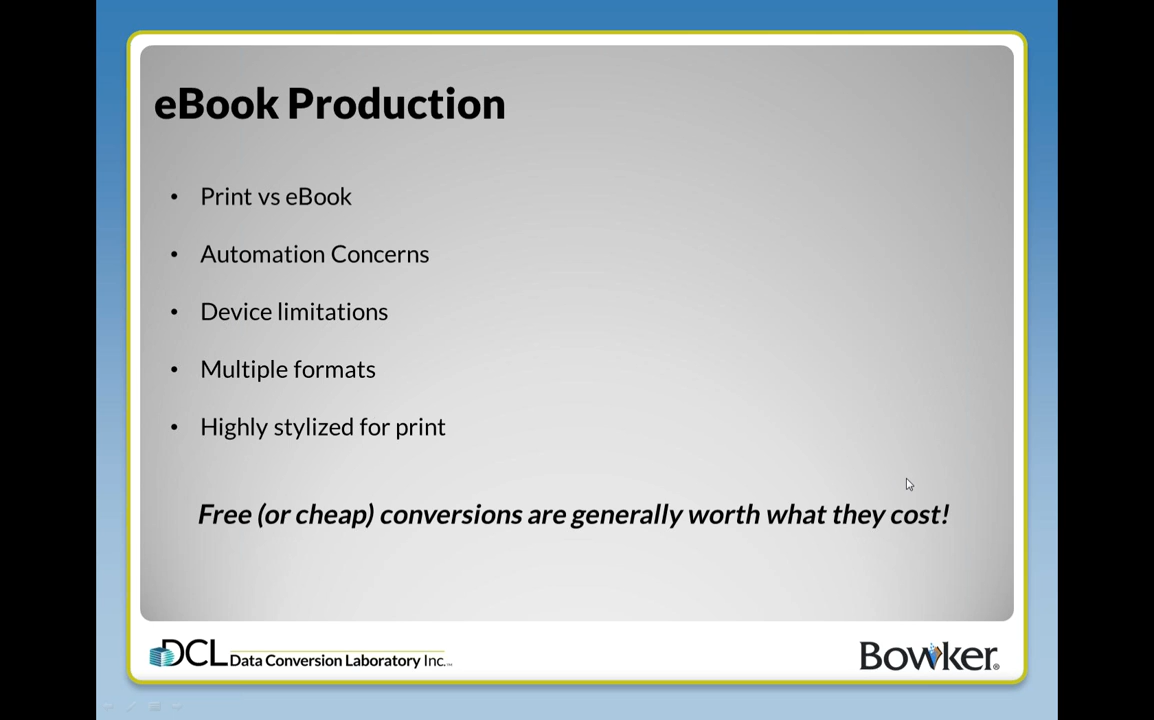 eBook Production
• Print vs eBook
• Automation Concerns
• Device limitations
• Multiple formats
• Highly stylized for print
Free (or cheap) conversions are generally worth what they cost!
DCL Data Conversion Laboratory Inc.™
Bowker®